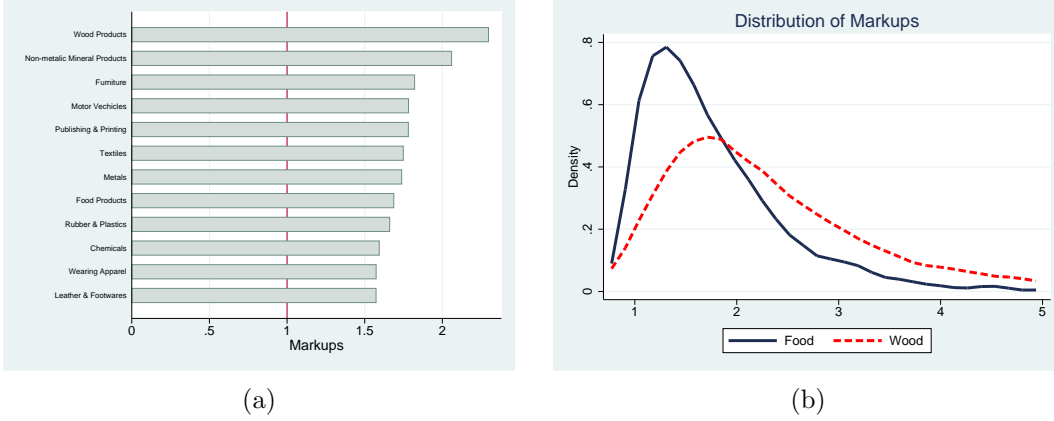 Wood Products
Non-metalic Mineral Products
Furniture
Motor Vechicles
Publishing & Printing
Textiles
Metals
Food Products
Rubber & Plastics
Chemicals
Wearing Apparel
Leather & Footwares
0 .5 1 1.5 2
Markups
(a)
Distribution of Markups
.8
.6
.4
.2
0
Density
1 2 3 4 5
Food Wood
(b)